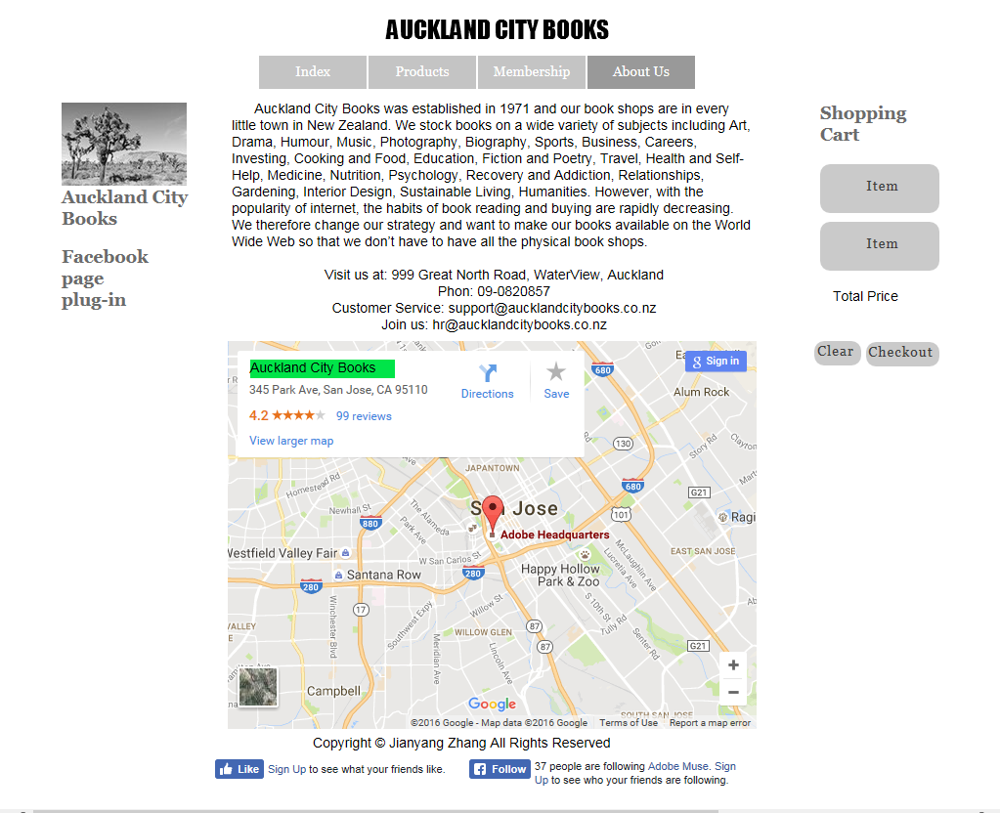 AUCKLAND CITY BOOKS
Index
Products
Membership
About Us
Auckland City
Books
Facebook
page
plug-in
Auckland City Books was established in 1971 and our book shops are in every
little town in New Zealand. We stock books on a wide variety of subjects including Art,
Drama, Humour, Music, Photography, Biography, Sports, Business, Careers,
Investing, Cooking and Food, Education, Fiction and Poetry, Travel, Health and Self-
Help, Medicine, Nutrition, Psychology, Recovery and Addiction, Relationships,
Gardening, Interior Design, Sustainable Living, Humanities. However, with the
popularity of internet, the habits of book reading and buying are rapidly decreasing.
We therefore change our strategy and want to make our books available on the World
Wide Web so that we don’t have to have all the physical book shops.
Visit us at: 999 Great North Road, WaterView, Auckland
Phon: 09-0820857
Customer Service: support@aucklandcitybooks.co.nz
Join us: hr@aucklandcitybooks.co.nz
Shopping
Cart
Item
Item
Total Price
Clear
Checkout
Auckland City Books
345 Park Ave, San Jose, CA 95110
4.2 ★★★★★ 99 reviews
View larger map
Directions
Save
Sign in
680
Alum Rock
130
Story Rd
Clayton
JAPANTOWN
680
G21
Homestead Rd
Newhall St
The Alameda
Park Ave
880
Jose
101
Ragi
Adobe Headquarters
Westfield Valley Fair
W San Carlos St
EAST SAN JOSE
McLaughlin Ave
Lucretia Ave
Santana Row
280
280
Happy Hollow
Park & Zoo
17
Winchester Blvd
Southwest Expy
Willow St
S 10th St
Tully Rd
Senter Rd
VALLEY
WILLOW GLEN
87
87
G21
Meridian Ave
Lincoln Ave
Campbell
Google
SOUTH SAN JOSE
©2016 Google - Map data ©2016 Google
Terms of Use
Report a map error
Copyright © Jianyang Zhang All Rights Reserved
Like
Sign Up to see what your friends like.
Follow
37 people are following Adobe Muse. Sign
Up to see who your friends are following.